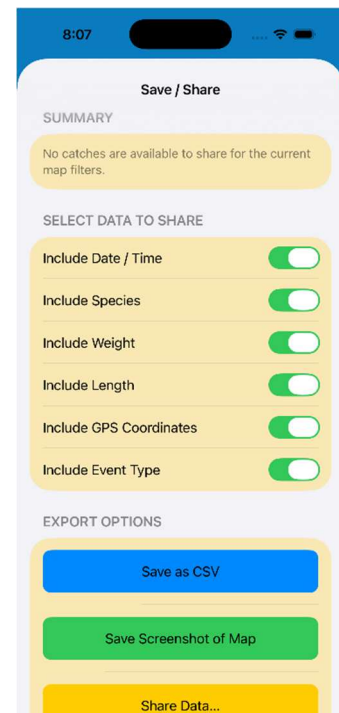 8:07
Save / Share
SUMMARY
No catches are available to share for the current
map filters.
SELECT DATA TO SHARE
Include Date / Time
Include Species
Include Weight
Include Length
Include GPS Coordinates
Include Event Type
EXPORT OPTIONS
Save as CSV
Save Screenshot of Map
Share Data...